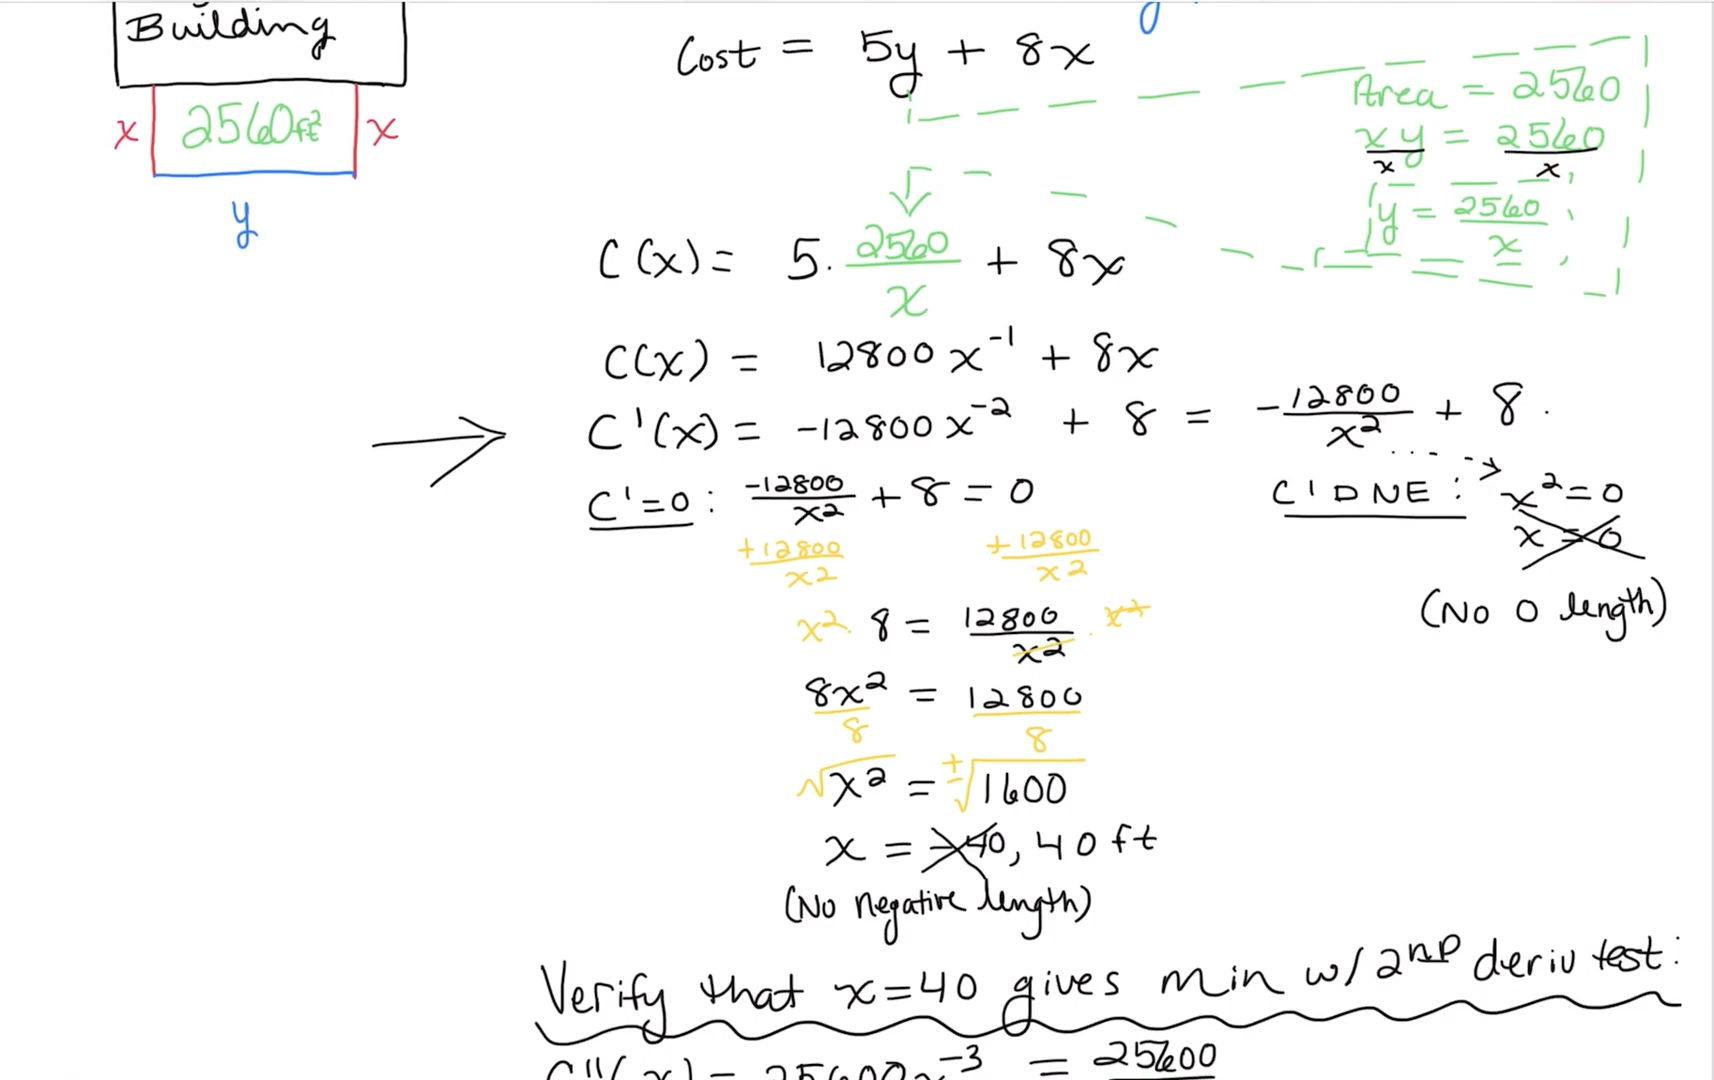 Building
x 2560ft² x
y
Cost = 5y + 8x
Area = 2560
xy/x = 2560/x
y = 2560/x
C(x) = 5 · 2560/x + 8x
C(x) = 12800x⁻¹ + 8x
C'(x) = -12800x⁻² + 8 = -12800/x² + 8
C'=0: -12800/x² + 8 = 0
+12800/x² +12800/x²
x² · 8 = 12800/x² · x²
8x²/8 = 12800/8
√x² = ±√1600
x = -40, 40 ft
(No negative length)
C' DNE: x² = 0
x = 0
(No 0 length)
Verify that x=40 gives min w/ 2ND deriv test:
C''(x) = 25600x⁻³ = 25600